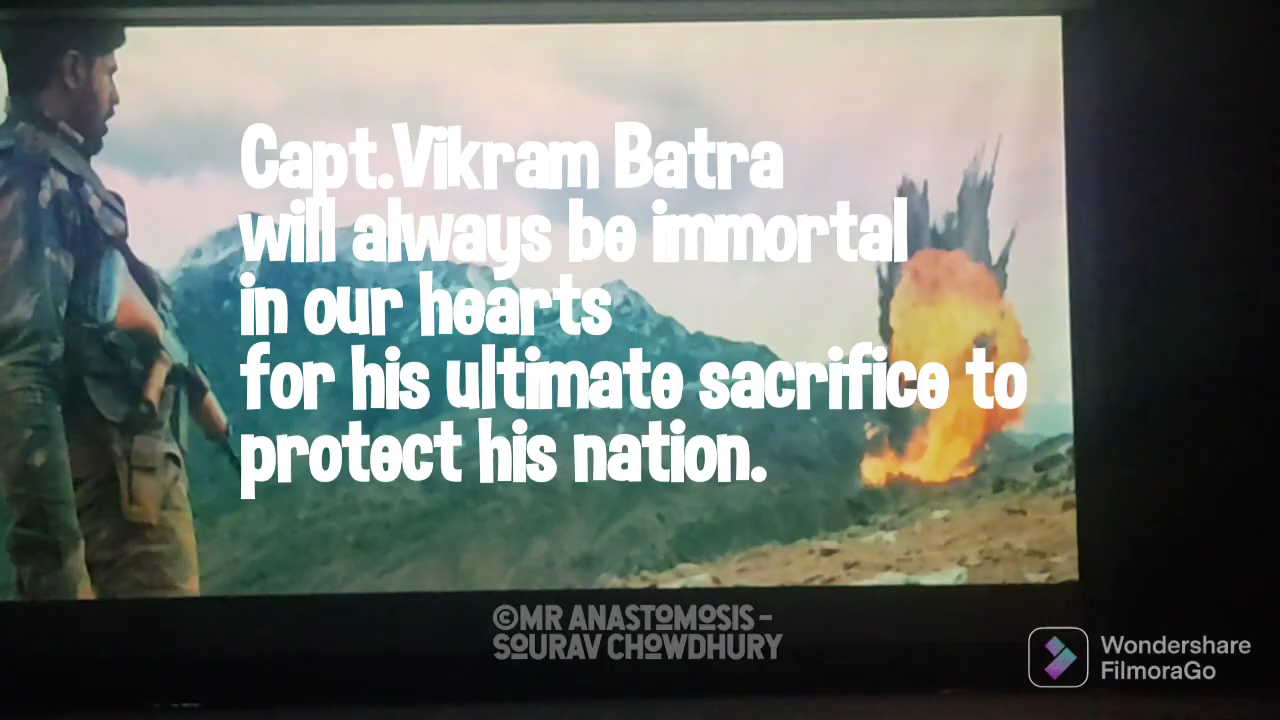 Capt.Vikram Batra
will always be immortal
in our hearts
for his ultimate sacrifice to
protect his nation.
©MR ANASTOMOSIS -
SOURAV CHOWDHURY
Wondershare
FilmoraGo